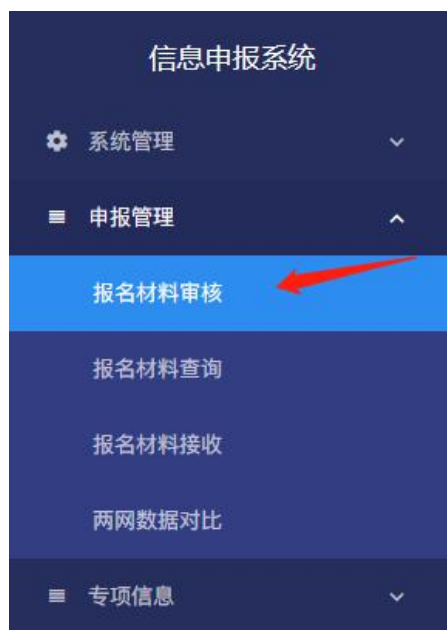 信息申报系统
系统管理
申报管理
报名材料审核
报名材料查询
报名材料接收
两网数据对比
专项信息